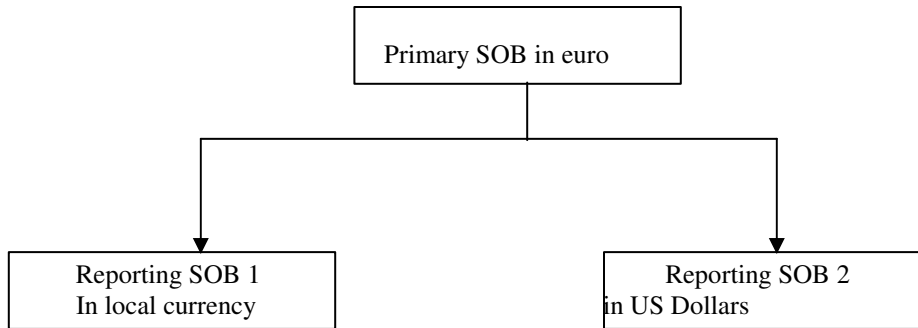 Primary SOB in euro
Reporting SOB 1
In local currency
Reporting SOB 2
in US Dollars